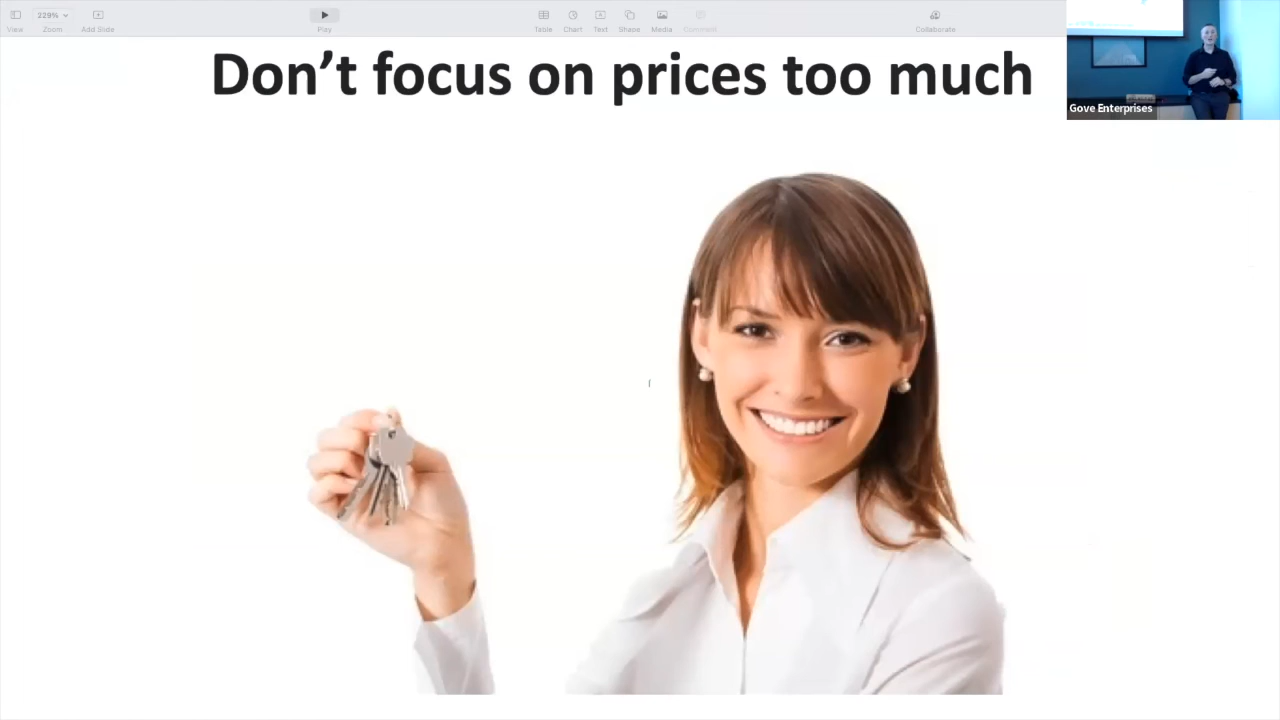 229%
View
Zoom
Add Slide
Play
Table
Chart
Text
Shape
Media
Comment
Collaborate
Don’t focus on prices too much
Gove Enterprises